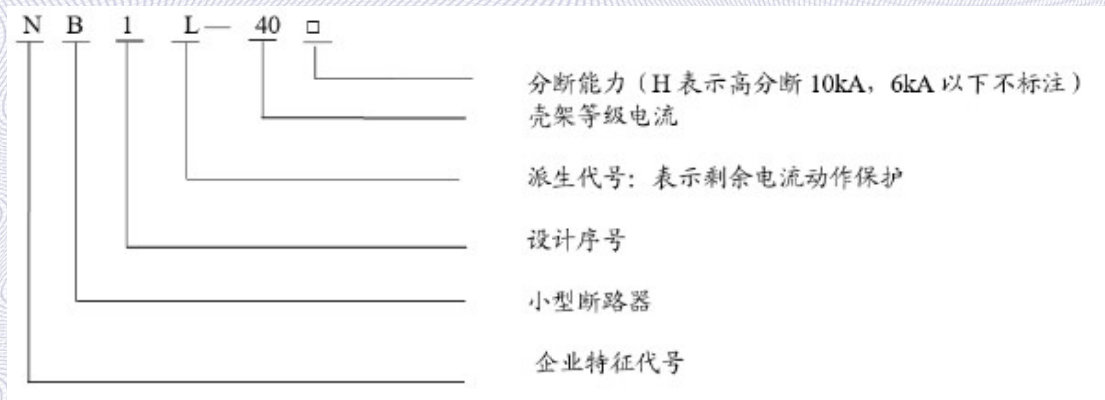 N B 1 L— 40 □
分断能力（H 表示高分断 10kA，6kA 以下不标注）
壳架等级电流
派生代号：表示剩余电流动作保护
设计序号
小型断路器
企业特征代号